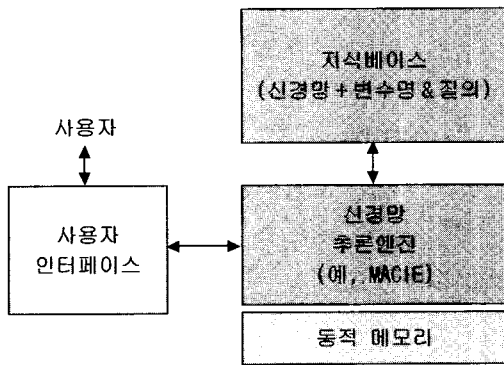 지식베이스
(신경망 + 변수명 & 질의)
사용자
사용자
인터페이스
신경망
추론엔진
(예, MACIE)
동적 메모리